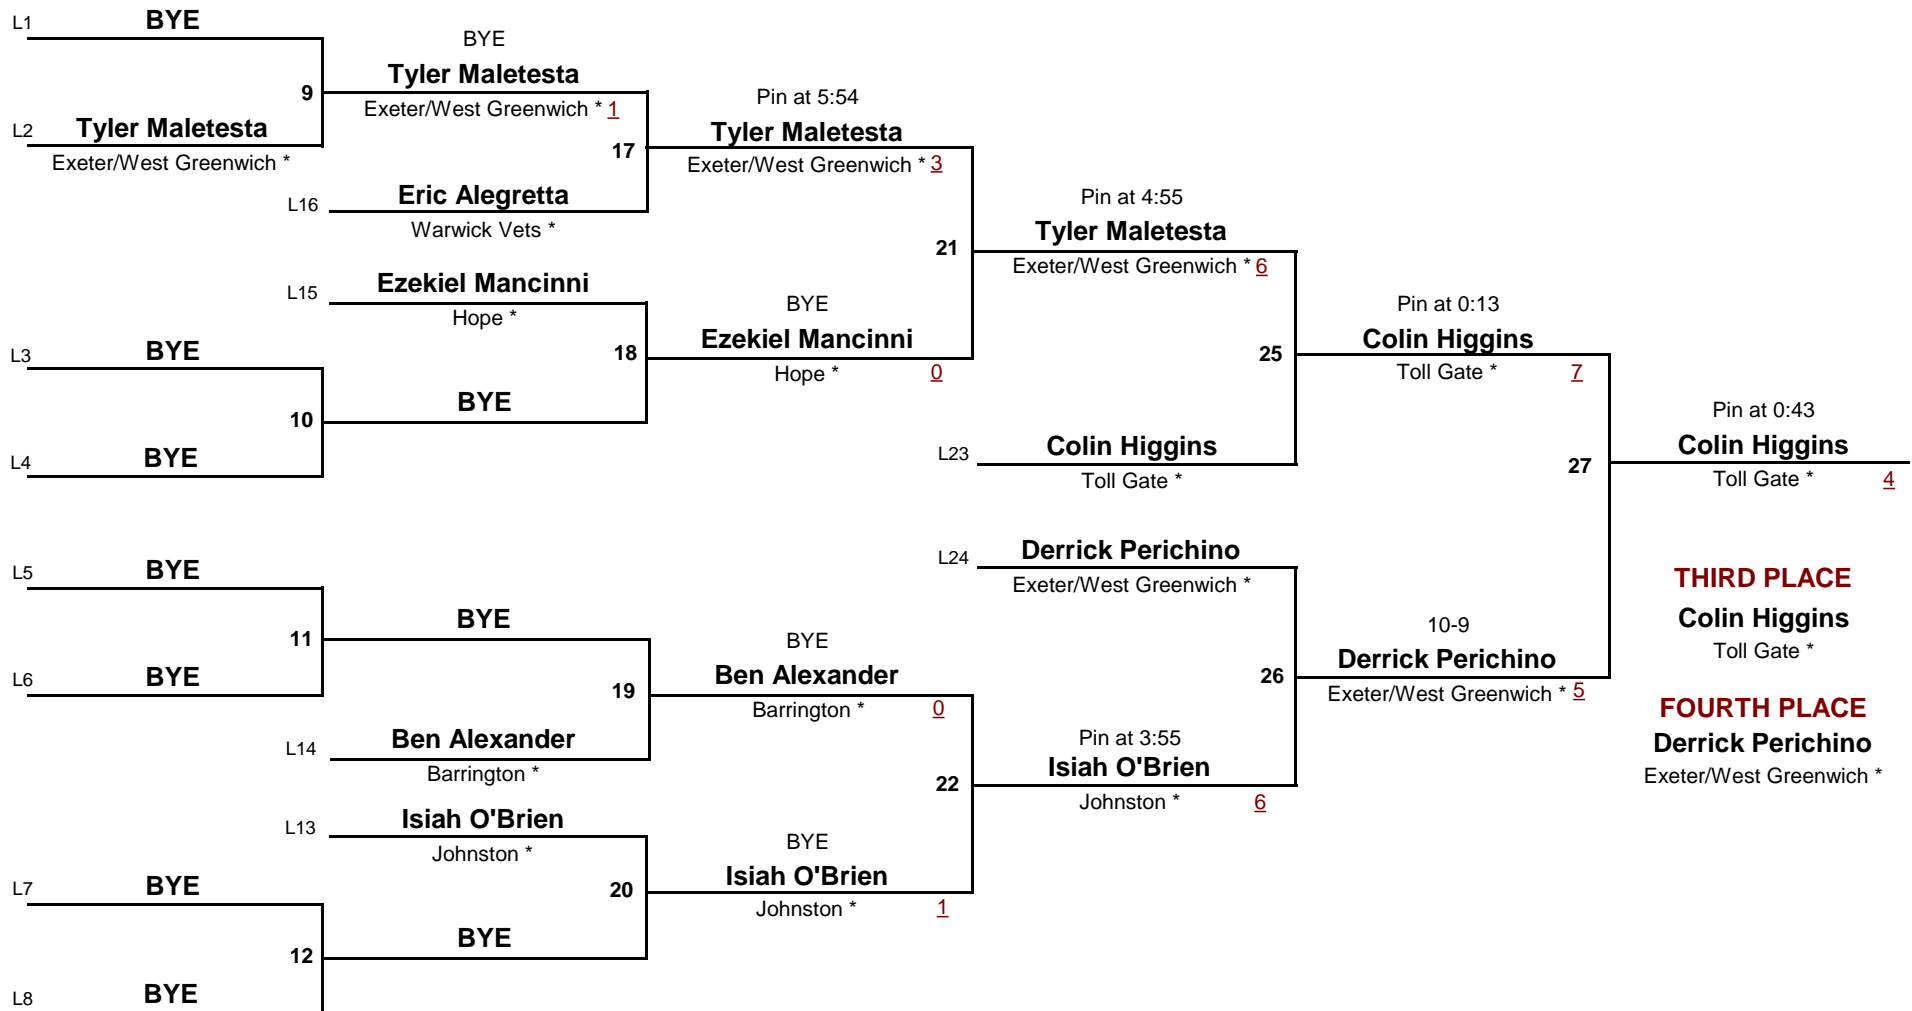 L1 BYE
BYE
Tyler Maletesta
9
Exeter/West Greenwich * 1
Pin at 5:54
L2 Tyler Maletesta
Exeter/West Greenwich *
Tyler Maletesta
17
Exeter/West Greenwich * 3
L16 Eric Alegretta
Warwick Vets *
Pin at 4:55
Tyler Maletesta
21
Exeter/West Greenwich * 6
L15 Ezekiel Mancinni
Hope *
BYE
Ezekiel Mancinni
18
Hope * 0
Pin at 0:13
Colin Higgins
25
Toll Gate * 7
L3 BYE
10
BYE
L4 BYE
L23 Colin Higgins
Toll Gate *
Pin at 0:43
Colin Higgins
27
Toll Gate * 4
L24 Derrick Perichino
Exeter/West Greenwich *
L5 BYE
11
BYE
L6 BYE
BYE
Ben Alexander
19
Barrington * 0
10-9
Derrick Perichino
26
Exeter/West Greenwich * 5
THIRD PLACE
Colin Higgins
Toll Gate *
FOURTH PLACE
Derrick Perichino
Exeter/West Greenwich *
L14 Ben Alexander
Barrington *
Pin at 3:55
Isiah O'Brien
22
Johnston * 6
L13 Isiah O'Brien
Johnston *
BYE
Isiah O'Brien
20
Johnston * 1
L7 BYE
12
BYE
L8 BYE